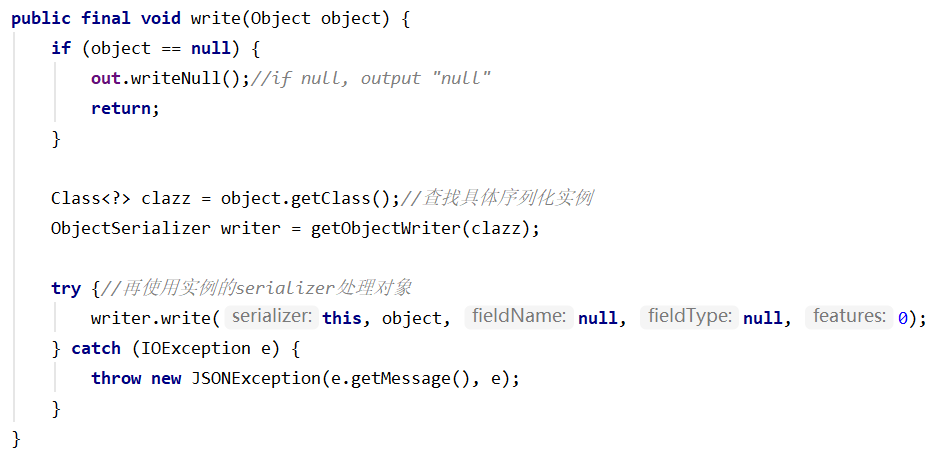 public final void write(Object object) {
if (object == null) {
out.writeNull();//if null, output "null"
return;
}
Class<?> clazz = object.getClass();//查找具体序列化实例
ObjectSerializer writer = getObjectWriter(clazz);
try {//再使用实例的serializer处理对象
writer.write( serializer: this, object, fieldName: null, fieldType: null, features: 0);
} catch (IOException e) {
throw new JSONException(e.getMessage(), e);
}
}